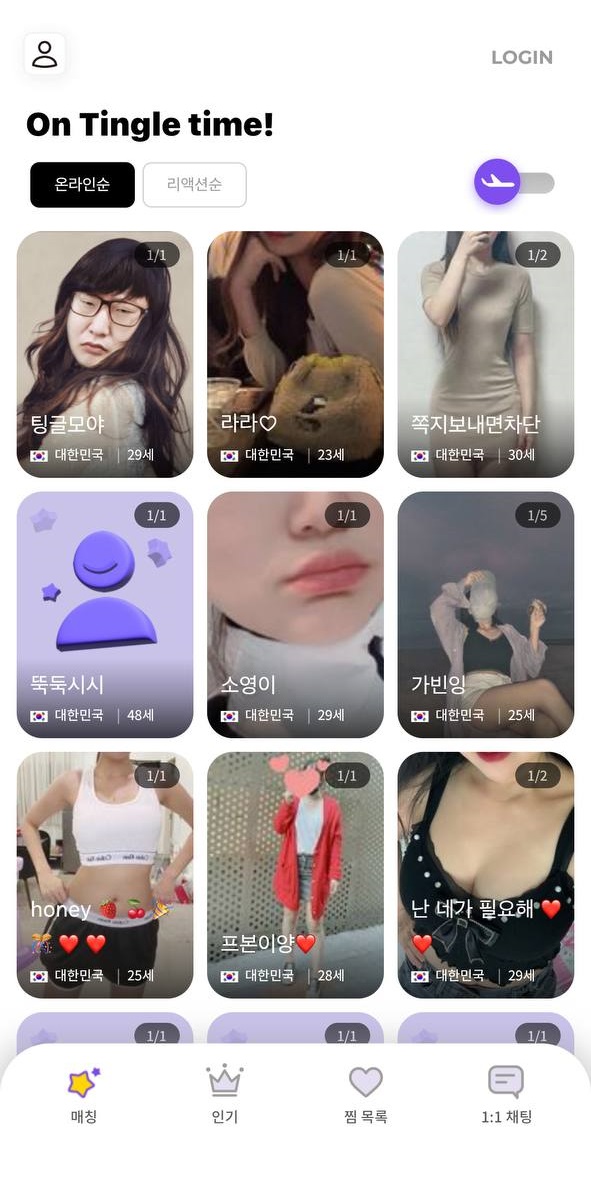 LOGIN
On Tingle time!
온라인순
리액션순
1/1
1/1
1/2
팅글모야
라라♡
쪽지보내면차단
대한민국 | 29세
대한민국 | 23세
대한민국 | 30세
1/1
1/1
1/5
뚝둑시시
소영이
가빈잉
대한민국 | 48세
대한민국 | 29세
대한민국 | 25세
1/1
1/1
1/2
honey 🍓 🍒 🎉
🎊 ❤️ ❤️
프본이양❤️
난 네가 필요해 ❤️
❤️
대한민국 | 25세
대한민국 | 28세
대한민국 | 29세
1/1
1/1
1/1
매칭
인기
찜 목록
1:1 채팅